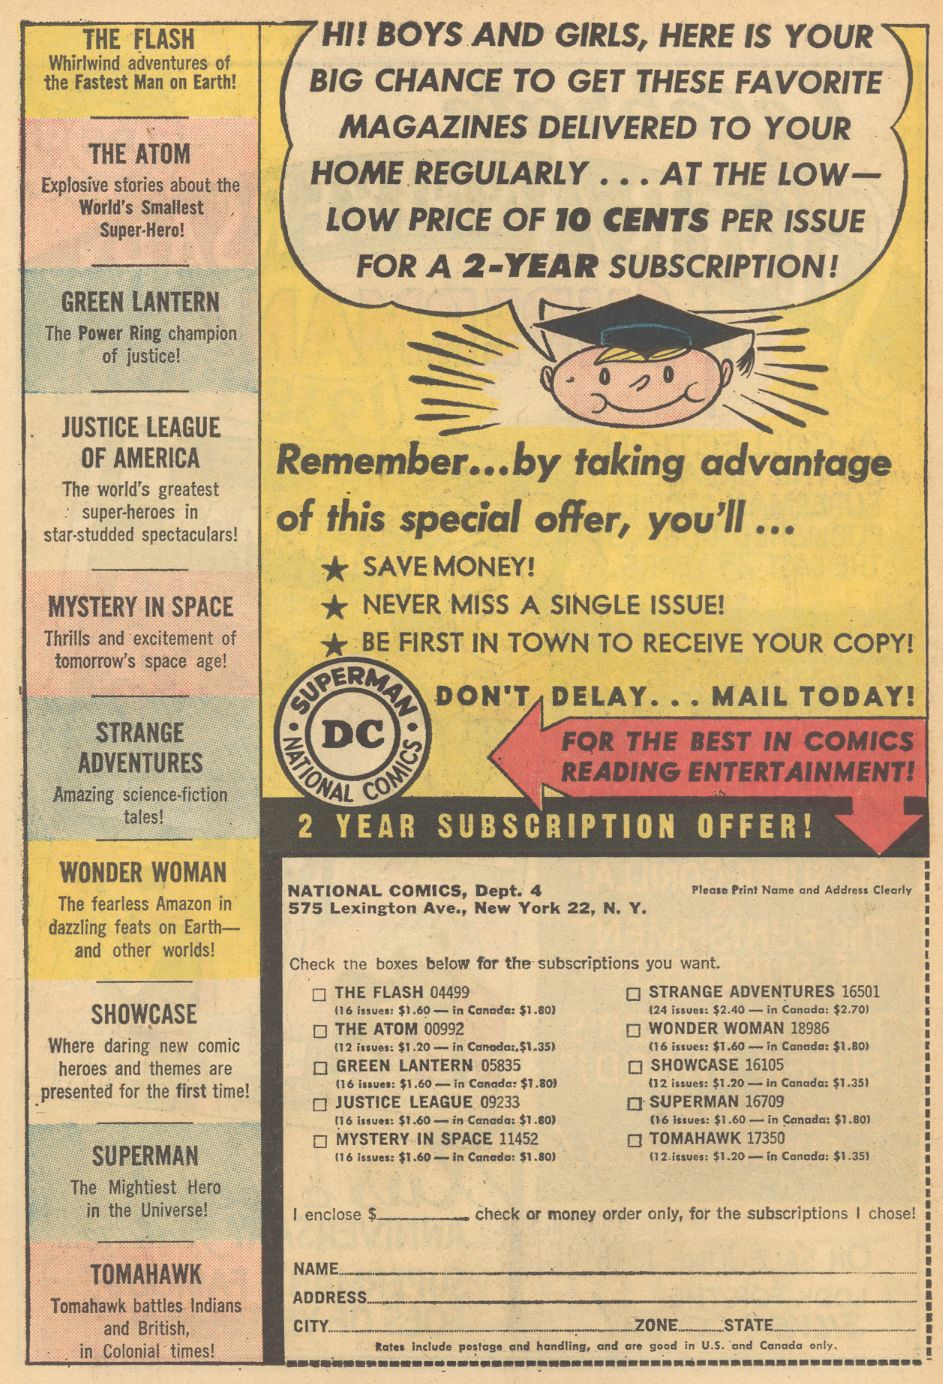 THE FLASH
Whirlwind adventures of
the Fastest Man on Earth!
THE ATOM
Explosive stories about the
World's Smallest
Super-Hero!
GREEN LANTERN
The Power Ring champion
of justice!
JUSTICE LEAGUE
OF AMERICA
The world's greatest
super-heroes in
star-studded spectaculars!
MYSTERY IN SPACE
Thrills and excitement of
tomorrow's space age!
STRANGE
ADVENTURES
Amazing science-fiction
tales!
WONDER WOMAN
The fearless Amazon in
dazzling feats on Earth—
and other worlds!
SHOWCASE
Where daring new comic
heroes and themes are
presented for the first time!
SUPERMAN
The Mightiest Hero
in the Universe!
TOMAHAWK
Tomahawk battles Indians
and British,
in Colonial times!
HI! BOYS AND GIRLS, HERE IS YOUR
BIG CHANCE TO GET THESE FAVORITE
MAGAZINES DELIVERED TO YOUR
HOME REGULARLY . . . AT THE LOW—
LOW PRICE OF 10 CENTS PER ISSUE
FOR A 2-YEAR SUBSCRIPTION!
Remember...by taking advantage
of this special offer, you'll ...
★ SAVE MONEY!
★ NEVER MISS A SINGLE ISSUE!
★ BE FIRST IN TOWN TO RECEIVE YOUR COPY!
SUPERMAN
DC
NATIONAL COMICS
DON'T DELAY. . . MAIL TODAY!
FOR THE BEST IN COMICS
READING ENTERTAINMENT!
2 YEAR SUBSCRIPTION OFFER!
NATIONAL COMICS, Dept. 4
575 Lexington Ave., New York 22, N. Y.
Please Print Name and Address Clearly
Check the boxes below for the subscriptions you want.
☐ THE FLASH 04499
(16 issues: $1.60 — in Canada: $1.80)
☐ THE ATOM 00992
(12 issues: $1.20 — in Canada: $1.35)
☐ GREEN LANTERN 05835
(16 issues: $1.60 — in Canada: $1.80)
☐ JUSTICE LEAGUE 09233
(16 issues: $1.60 — in Canada: $1.80)
☐ MYSTERY IN SPACE 11452
(16 issues: $1.60 — in Canada: $1.80)
☐ STRANGE ADVENTURES 16501
(24 issues: $2.40 — in Canada: $2.70)
☐ WONDER WOMAN 18986
(16 issues: $1.60 — in Canada: $1.80)
☐ SHOWCASE 16105
(12 issues: $1.20 — in Canada: $1.35)
☐ SUPERMAN 16709
(16 issues: $1.60 — in Canada: $1.80)
☐ TOMAHAWK 17350
(12 issues: $1.20 — in Canada: $1.35)
I enclose $__________ check or money order only, for the subscriptions I chose!
NAME
ADDRESS
CITY ZONE STATE
Rates include postage and handling, and are good in U.S. and Canada only.